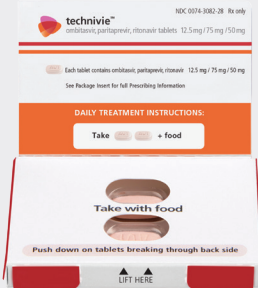 NDC 0074-3082-28 Rx only
technivie™
ombitasvir, paritaprevir, ritonavir tablets 12.5 mg / 75 mg / 50 mg
Each tablet contains ombitasvir, paritaprevir, ritonavir 12.5 mg / 75 mg / 50 mg
See Package Insert for full Prescribing Information
DAILY TREATMENT INSTRUCTIONS:
Take + food
Take with food
Push down on tablets breaking through back side
LIFT HERE